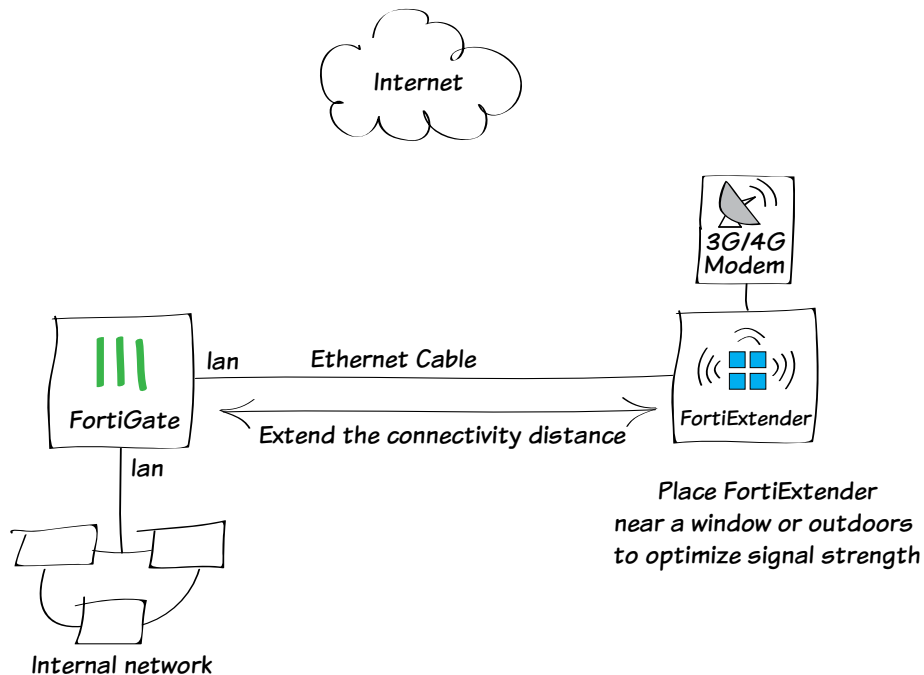 Internet
3G/4G
Modem
lan
Ethernet Cable
FortiGate
FortiExtender
Extend the connectivity distance
lan
Place FortiExtender
near a window or outdoors
to optimize signal strength
Internal network